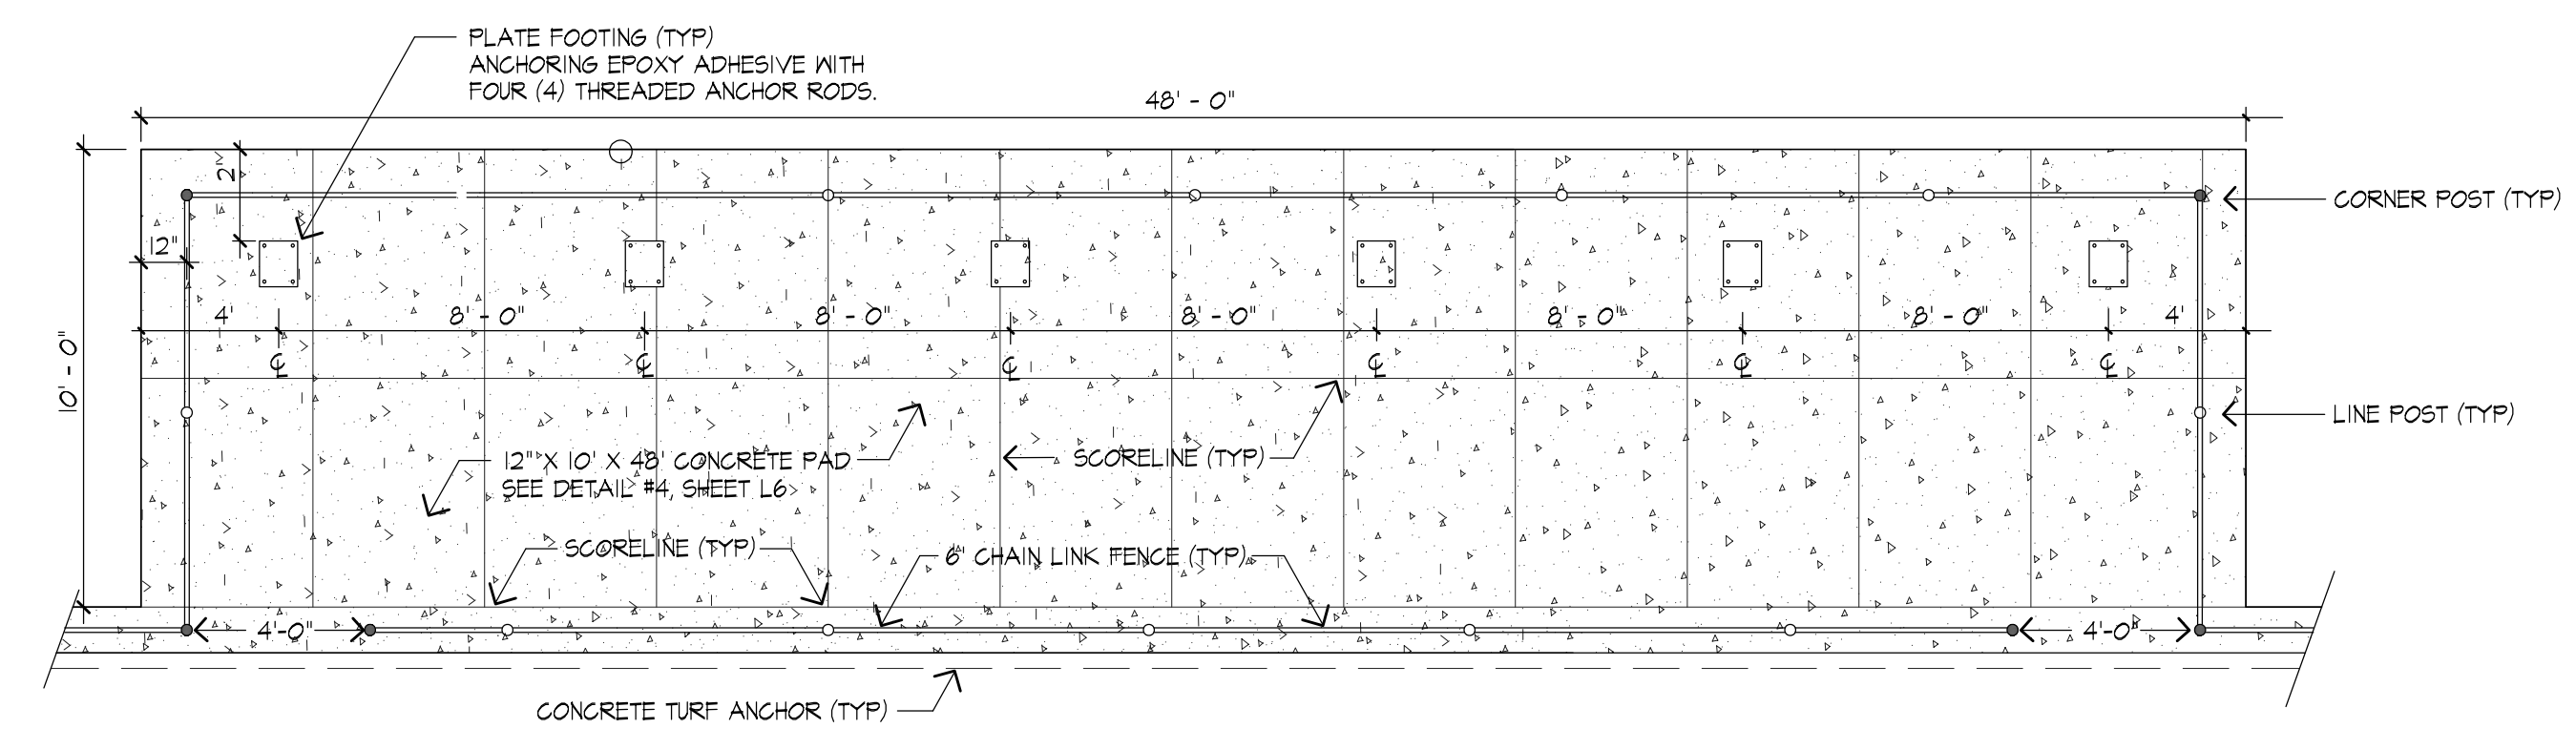 PLATE FOOTING (TYP)
ANCHORING EPOXY ADHESIVE WITH
FOUR (4) THREADED ANCHOR RODS.
48' - 0"
2'
CORNER POST (TYP)
12"
4'
8' - 0"
8' - 0"
8' - 0"
8' - 0"
8' - 0"
4'
10' - 0"
℄
℄
℄
℄
℄
℄
LINE POST (TYP)
12" X 10' X 48' CONCRETE PAD
SEE DETAIL #4, SHEET L6
SCORELINE (TYP)
SCORELINE (TYP)
6' CHAIN LINK FENCE (TYP)
4'-0"
4'-0"
CONCRETE TURF ANCHOR (TYP)